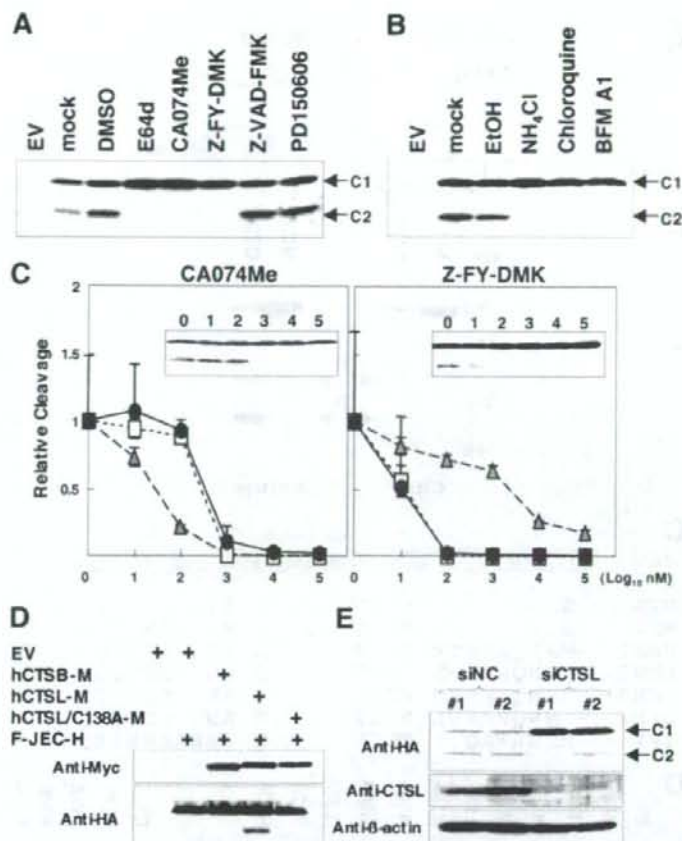 A
EV
mock
DMSO
E64d
CA074Me
Z-FY-DMK
Z-VAD-FMK
PD150606
C1
C2
B
EV
mock
EtOH
NH4Cl
Chloroquine
BFM A1
C1
C2
C
CA074Me
Z-FY-DMK
Relative Cleavage
2
1.5
1
0.5
0 1 2 3 4 5
0 1 2 3 4 5
0 1 2 3 4 5
0 1 2 3 4 5 (Log10 nM)
D
EV + +
hCTSB-M +
hCTSL-M +
hCTSL/C138A-M +
F-JEC-H + + + +
Anti-Myc
Anti-HA
E
siNC siCTSL
#1 #2 #1 #2
Anti-HA
C1
C2
Anti-CTSL
Anti-ß-actin